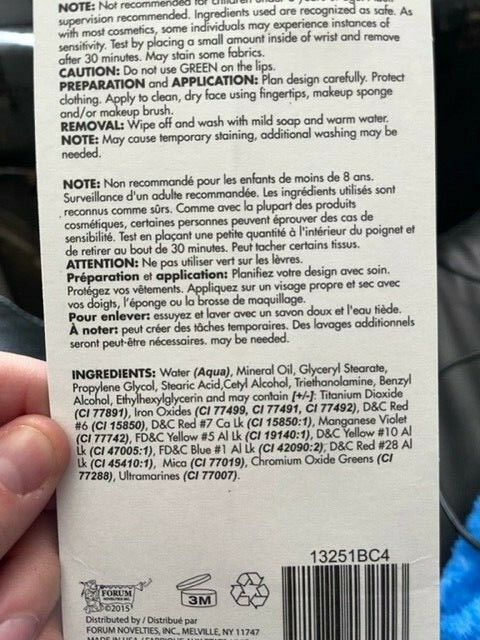 NOTE: Not recommended for children under
supervision recommended. Ingredients used are recognized as safe. As
with most cosmetics, some individuals may experience instances of
sensitivity. Test by placing a small amount inside of wrist and remove
after 30 minutes. May stain some fabrics.
CAUTION: Do not use GREEN on the lips.
PREPARATION and APPLICATION: Plan design carefully. Protect
clothing. Apply to clean, dry face using fingertips, makeup sponge
and/or makeup brush.
REMOVAL: Wipe off and wash with mild soap and warm water.
NOTE: May cause temporary staining, additional washing may be
needed.
NOTE: Non recommandé pour les enfants de moins de 8 ans.
Surveillance d'un adulte recommandée. Les ingrédients utilisés sont
reconnus comme sûrs. Comme avec la plupart des produits
cosmétiques, certaines personnes peuvent éprouver des cas de
sensibilité. Test en plaçant une petite quantité à l'intérieur du poignet et
de retirer au bout de 30 minutes. Peut tacher certains tissus.
ATTENTION: Ne pas utiliser vert sur les lèvres.
Préparation et application: Planifiez votre design avec soin.
Protégez vos vêtements. Appliquez sur un visage propre et sec avec
vos doigts, l'éponge ou la brosse de maquillage.
Pour enlever: essuyez et laver avec un savon doux et l'eau tiède.
À noter: peut créer des tâches temporaires. Des lavages additionnels
seront peut-être nécessaires. may be needed.
INGREDIENTS: Water (Aqua), Mineral Oil, Glyceryl Stearate,
Propylene Glycol, Stearic Acid,Cetyl Alcohol, Triethanolamine, Benzyl
Alcohol, Ethylhexylglycerin and may contain [+/-]: Titanium Dioxide
(CI 77891), Iron Oxides (CI 77499, CI 77491, CI 77492), D&C Red
#6 (CI 15850), D&C Red #7 Ca Lk (CI 15850:1), Manganese Violet
(CI 77742), FD&C Yellow #5 Al Lk (CI 19140:1), D&C Yellow #10 Al
Lk (CI 47005:1), FD&C Blue #1 Al Lk (CI 42090:2), D&C Red #28 Al
Lk (CI 45410:1), Mica (CI 77019), Chromium Oxide Greens (CI
77288), Ultramarines (CI 77007).
13251BC4
FORUM
NOVELTIES INC.
©2015
3M
Distributed by / Distribué par
FORUM NOVELTIES, INC., MELVILLE, NY 11747
MADE IN USA